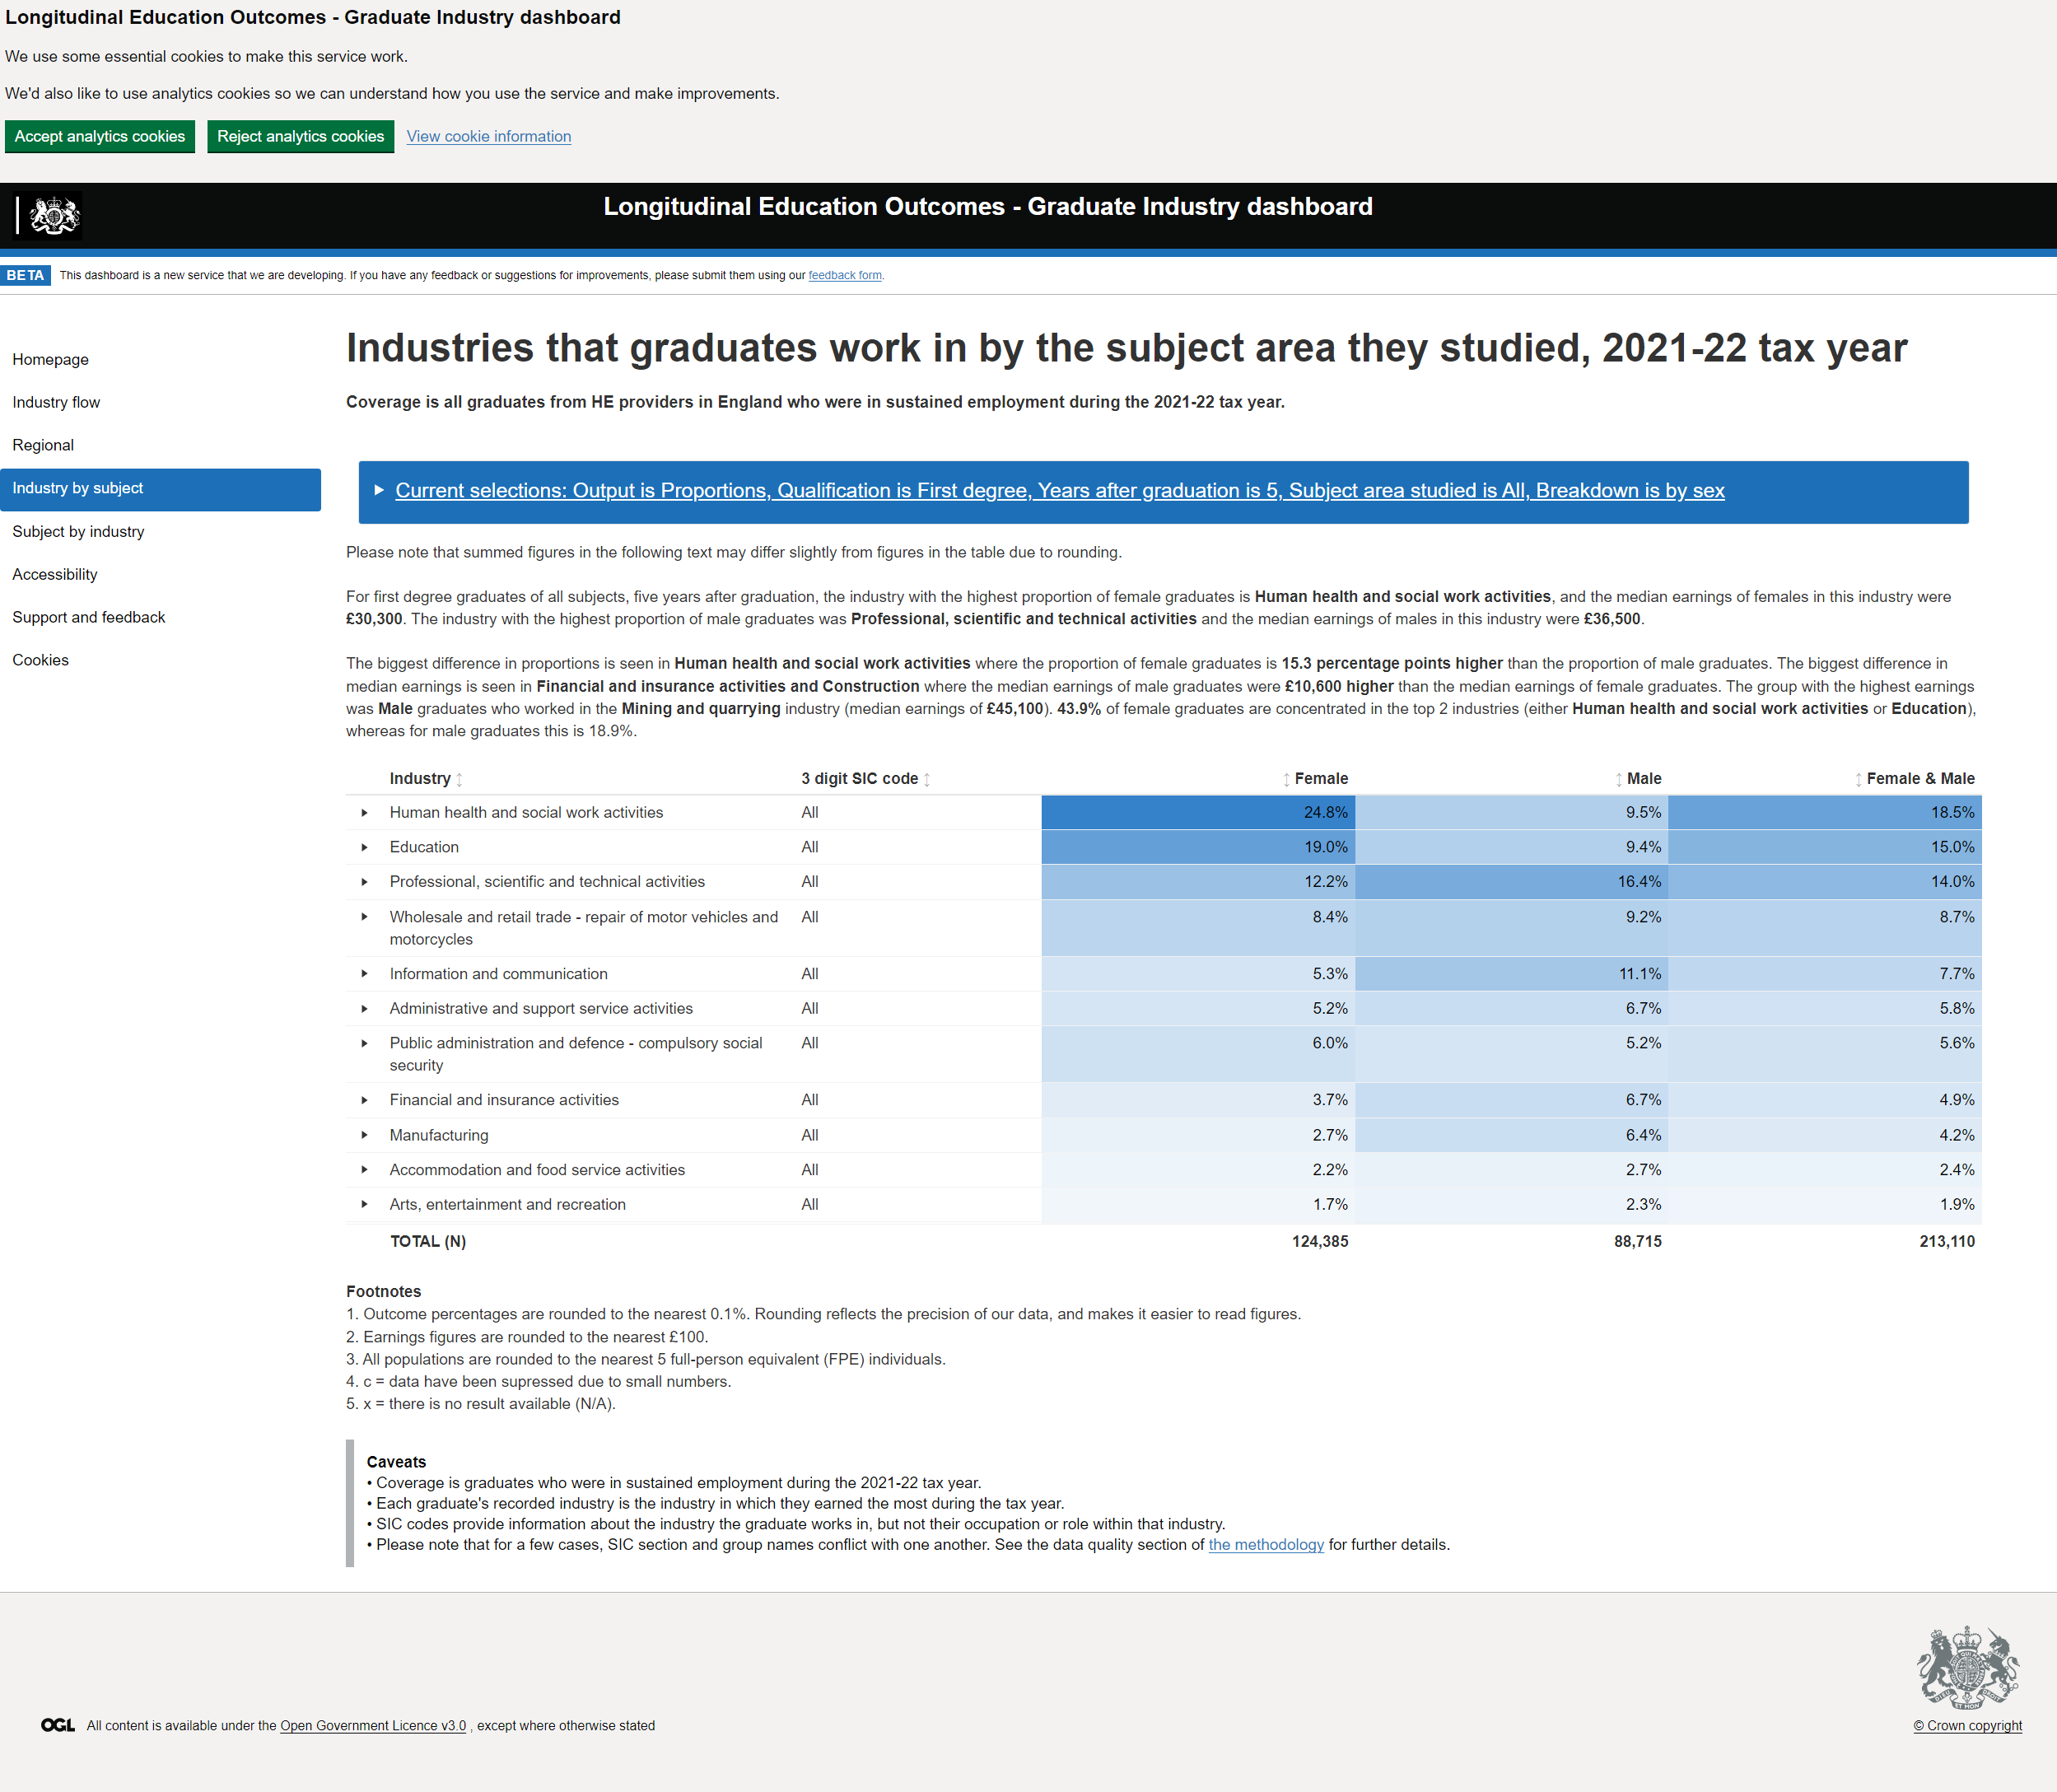 Longitudinal Education Outcomes - Graduate Industry dashboard
We use some essential cookies to make this service work.
We'd also like to use analytics cookies so we can understand how you use the service and make improvements.
Accept analytics cookies Reject analytics cookies View cookie information
Longitudinal Education Outcomes - Graduate Industry dashboard
BETA This dashboard is a new service that we are developing. If you have any feedback or suggestions for improvements, please submit them using our feedback form.
Homepage
Industry flow
Regional
Industry by subject
Subject by industry
Accessibility
Support and feedback
Cookies
Industries that graduates work in by the subject area they studied, 2021-22 tax year
Coverage is all graduates from HE providers in England who were in sustained employment during the 2021-22 tax year.
Current selections: Output is Proportions, Qualification is First degree, Years after graduation is 5, Subject area studied is All, Breakdown is by sex
Please note that summed figures in the following text may differ slightly from figures in the table due to rounding.
For first degree graduates of all subjects, five years after graduation, the industry with the highest proportion of female graduates is Human health and social work activities, and the median earnings of females in this industry were
£30,300. The industry with the highest proportion of male graduates was Professional, scientific and technical activities and the median earnings of males in this industry were £36,500.
The biggest difference in proportions is seen in Human health and social work activities where the proportion of female graduates is 15.3 percentage points higher than the proportion of male graduates. The biggest difference in
median earnings is seen in Financial and insurance activities and Construction where the median earnings of male graduates were £10,600 higher than the median earnings of female graduates. The group with the highest earnings
was Male graduates who worked in the Mining and quarrying industry (median earnings of £45,100). 43.9% of female graduates are concentrated in the top 2 industries (either Human health and social work activities or Education),
whereas for male graduates this is 18.9%.
Industry 3 digit SIC code Female Male Female & Male
Human health and social work activities All 24.8% 9.5% 18.5%
Education All 19.0% 9.4% 15.0%
Professional, scientific and technical activities All 12.2% 16.4% 14.0%
Wholesale and retail trade - repair of motor vehicles and All 8.4% 9.2% 8.7%
motorcycles
Information and communication All 5.3% 11.1% 7.7%
Administrative and support service activities All 5.2% 6.7% 5.8%
Public administration and defence - compulsory social All 6.0% 5.2% 5.6%
security
Financial and insurance activities All 3.7% 6.7% 4.9%
Manufacturing All 2.7% 6.4% 4.2%
Accommodation and food service activities All 2.2% 2.7% 2.4%
Arts, entertainment and recreation All 1.7% 2.3% 1.9%
TOTAL (N) 124,385 88,715 213,110
Footnotes
1. Outcome percentages are rounded to the nearest 0.1%. Rounding reflects the precision of our data, and makes it easier to read figures.
2. Earnings figures are rounded to the nearest £100.
3. All populations are rounded to the nearest 5 full-person equivalent (FPE) individuals.
4. c = data have been supressed due to small numbers.
5. x = there is no result available (N/A).
Caveats
• Coverage is graduates who were in sustained employment during the 2021-22 tax year.
• Each graduate's recorded industry is the industry in which they earned the most during the tax year.
• SIC codes provide information about the industry the graduate works in, but not their occupation or role within that industry.
• Please note that for a few cases, SIC section and group names conflict with one another. See the data quality section of the methodology for further details.
OGL All content is available under the Open Government Licence v3.0 , except where otherwise stated
© Crown copyright